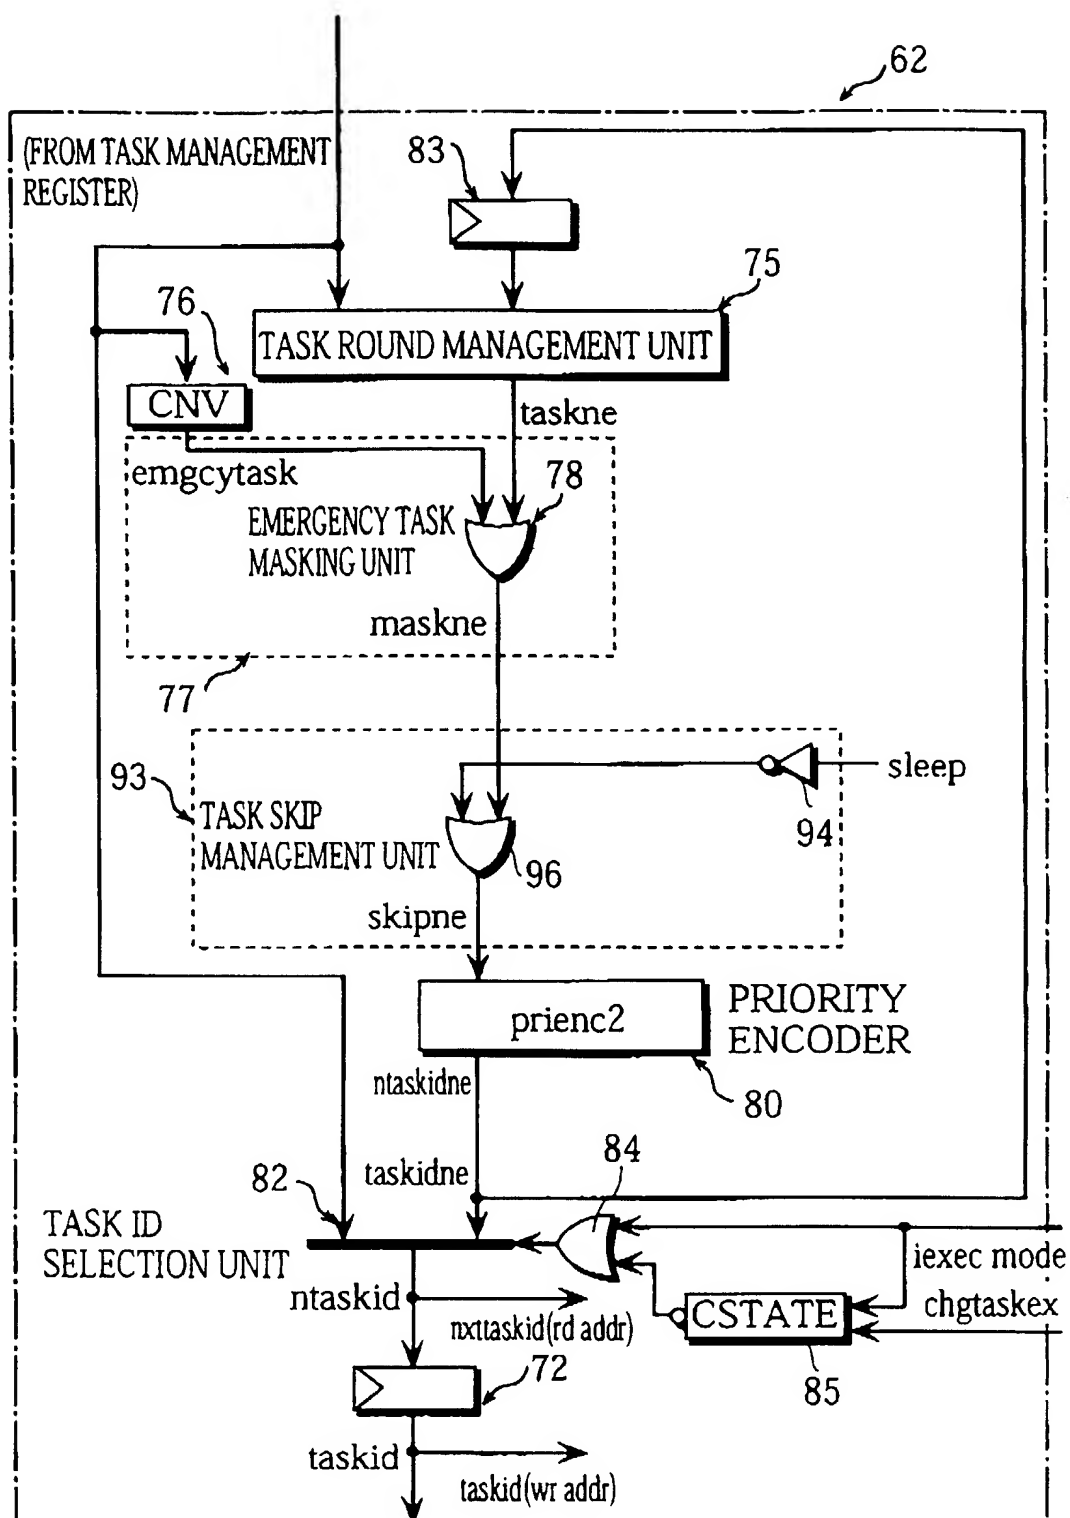 62
(FROM TASK MANAGEMENT
REGISTER)
83
75
76
TASK ROUND MANAGEMENT UNIT
CNV
taskne
emgcytask
78
EMERGENCY TASK
MASKING UNIT
maskne
77
93
sleep
94
TASK SKIP
MANAGEMENT UNIT
96
skipne
prienc2
PRIORITY
ENCODER
ntaskidne
80
84
taskidne
82
TASK ID
SELECTION UNIT
iexec mode
ntaskid
chgtaskex
CSTATE
nxttaskid(rd addr)
72
85
taskid
taskid(wr addr)